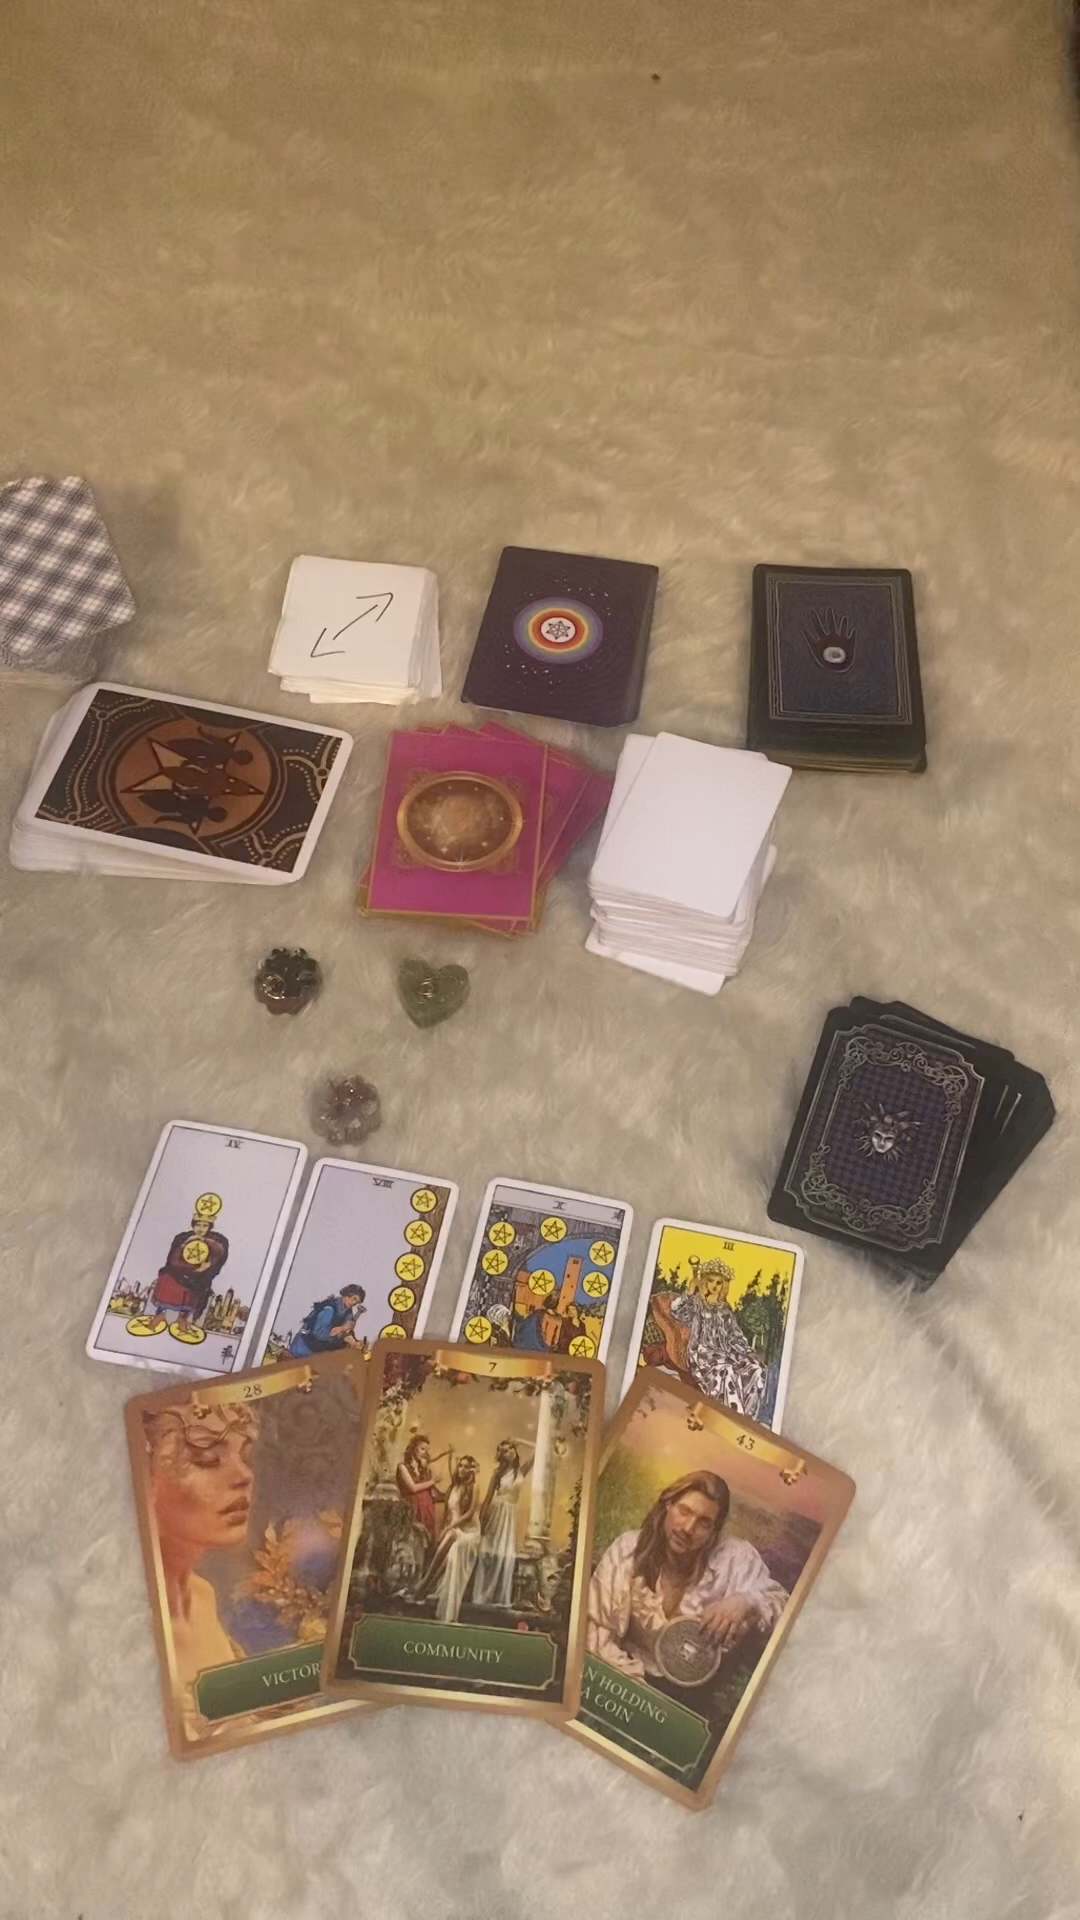 IV
VIII
X
III
28
7
43
VICTOR
COMMUNITY
N HOLDING
A COIN